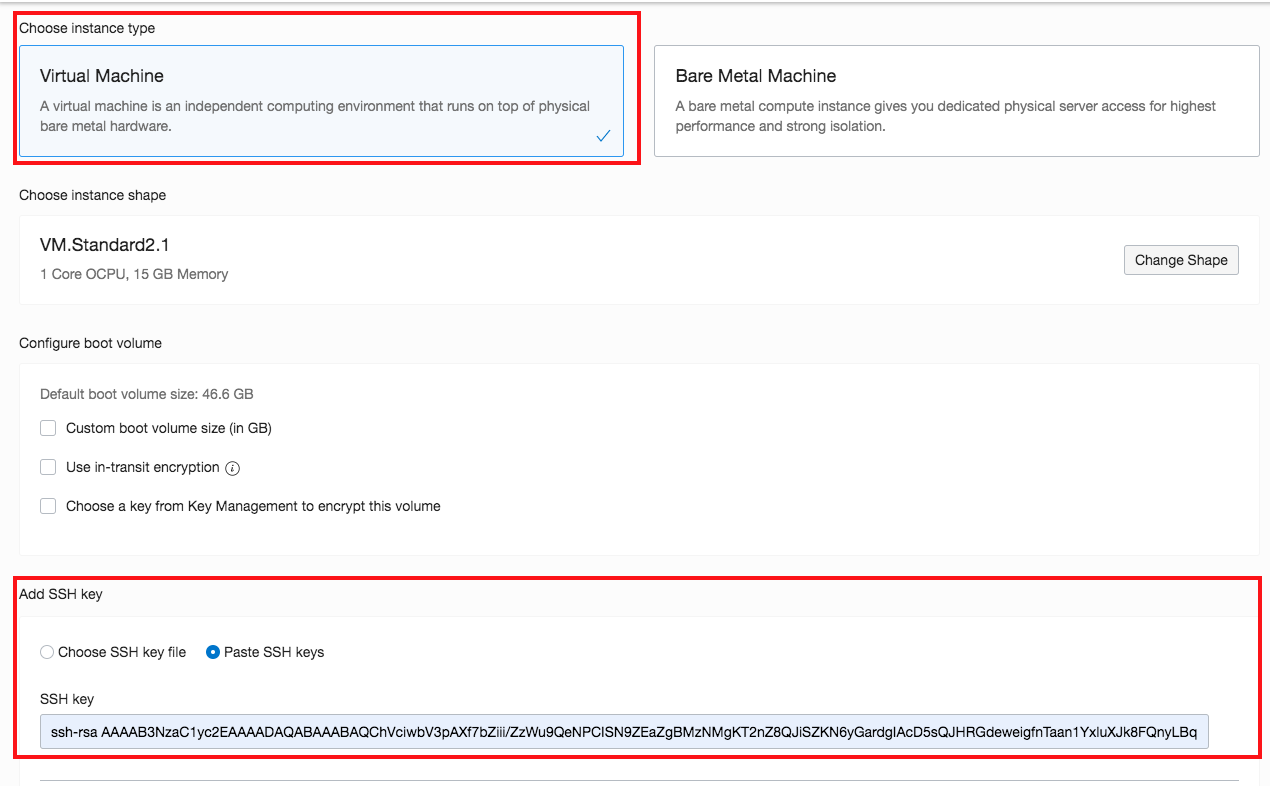 Choose instance type
Virtual Machine
A virtual machine is an independent computing environment that runs on top of physical
bare metal hardware.
Bare Metal Machine
A bare metal compute instance gives you dedicated physical server access for highest
performance and strong isolation.
Choose instance shape
VM.Standard2.1
1 Core OCPU, 15 GB Memory
Change Shape
Configure boot volume
Default boot volume size: 46.6 GB
Custom boot volume size (in GB)
Use in-transit encryption
Choose a key from Key Management to encrypt this volume
Add SSH key
Choose SSH key file
Paste SSH keys
SSH key
ssh-rsa AAAAB3NzaC1yc2EAAAADAQABAAABAQChVciwbV3pAXf7bZiii/ZzWu9QeNPCISN9ZEaZgBMzNMgKT2nZ8QJiSZKN6yGardgIAcD5sQJHRGdeweigfnTaan1YxluXJk8FQnyLBq